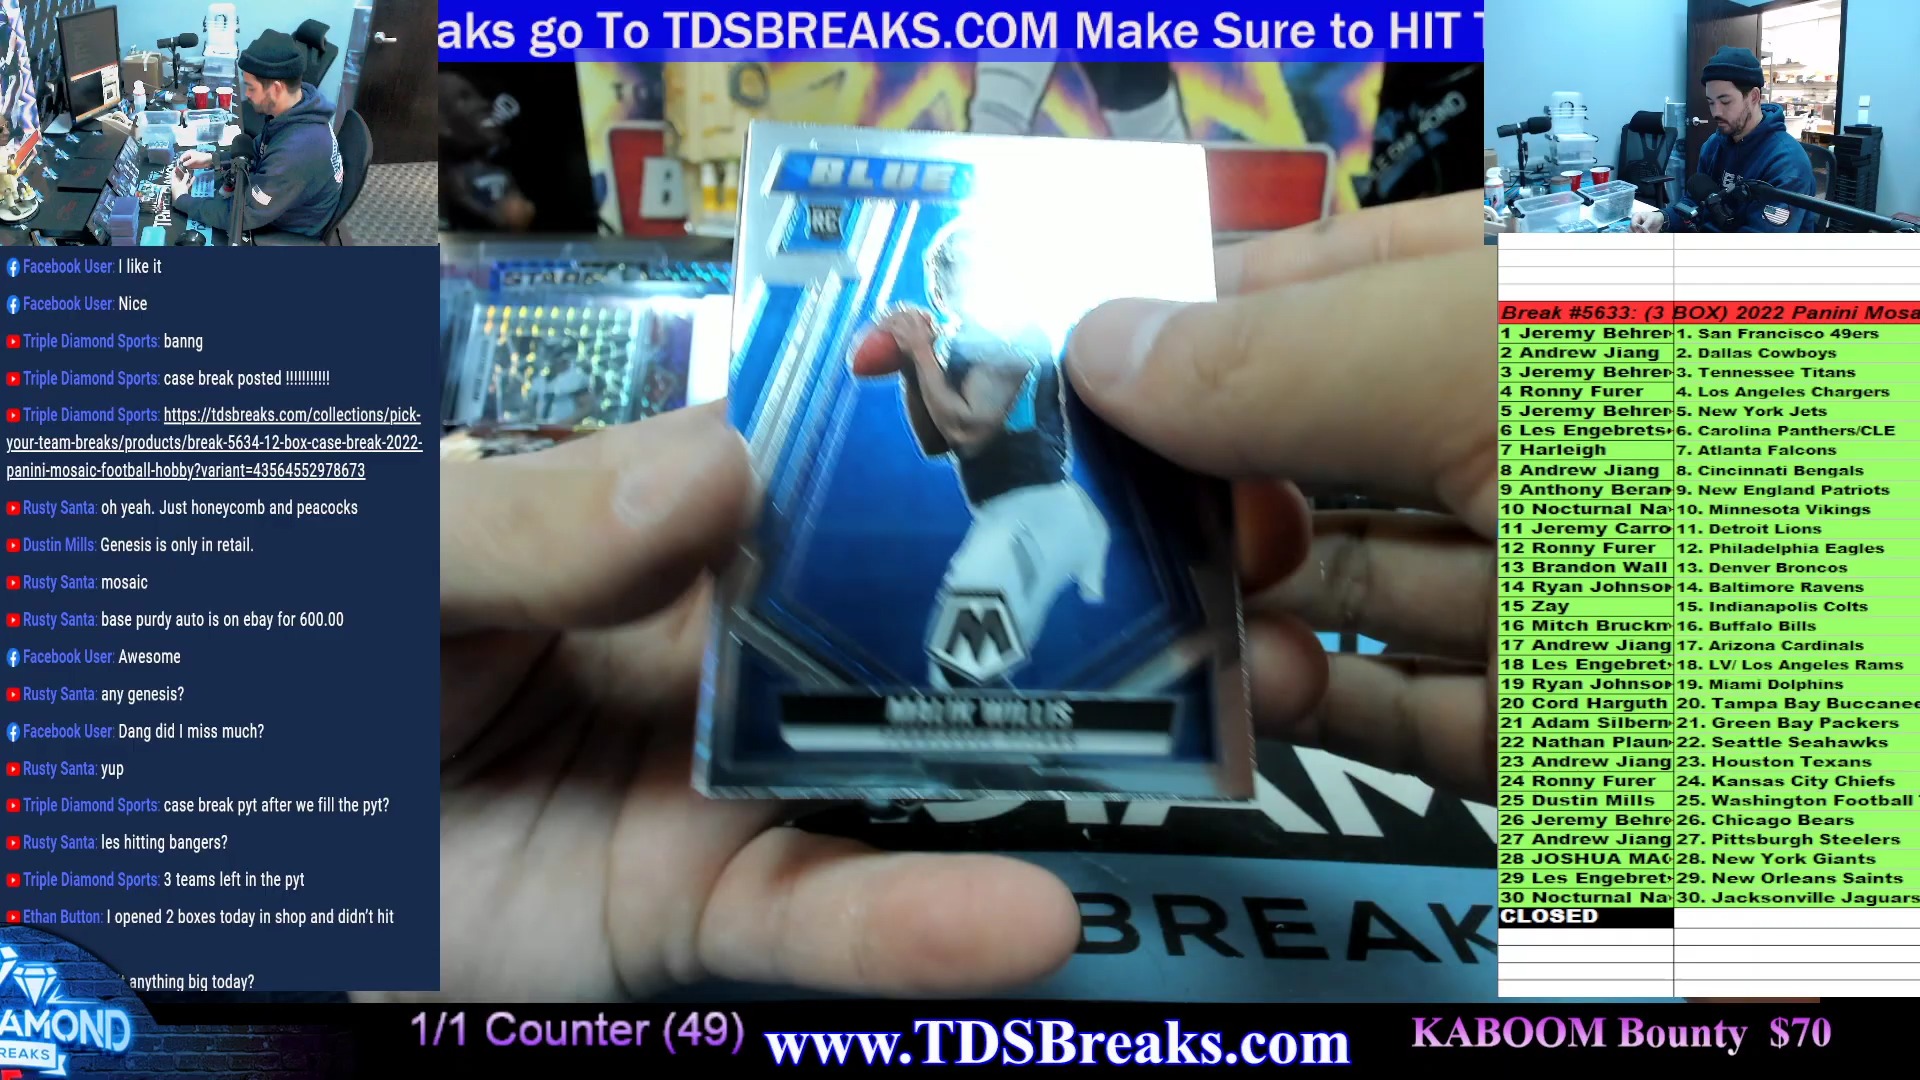 aks go To TDSBREAKS.COM Make Sure to HIT T
Facebook User: I like it
Facebook User: Nice
Triple Diamond Sports: banng
Triple Diamond Sports: case break posted !!!!!!!!!!!
Triple Diamond Sports: https://tdsbreaks.com/collections/pick-
your-team-breaks/products/break-5634-12-box-case-break-2022-
panini-mosaic-football-hobby?variant=43564552978673
Rusty Santa: oh yeah. Just honeycomb and peacocks
Dustin Mills: Genesis is only in retail.
Rusty Santa: mosaic
Rusty Santa: base purdy auto is on ebay for 600.00
Facebook User: Awesome
Rusty Santa: any genesis?
Facebook User: Dang did I miss much?
Rusty Santa: yup
Triple Diamond Sports: case break pyt after we fill the pyt?
Rusty Santa: les hitting bangers?
Triple Diamond Sports: 3 teams left in the pyt
Ethan Button: I opened 2 boxes today in shop and didn't hit
anything big today?
AMOND
REAKS
BLUE
RC
M
MALIK WILLIS
BREAK
Break #5633: (3 BOX) 2022 Panini Mosa
1 Jeremy Behren 1. San Francisco 49ers
2 Andrew Jiang 2. Dallas Cowboys
3 Jeremy Behren 3. Tennessee Titans
4 Ronny Furer 4. Los Angeles Chargers
5 Jeremy Behren 5. New York Jets
6 Les Engebrets 6. Carolina Panthers/CLE
7 Harleigh 7. Atlanta Falcons
8 Andrew Jiang 8. Cincinnati Bengals
9 Anthony Beran 9. New England Patriots
10 Nocturnal Na 10. Minnesota Vikings
11 Jeremy Carro 11. Detroit Lions
12 Ronny Furer 12. Philadelphia Eagles
13 Brandon Wall 13. Denver Broncos
14 Ryan Johnson 14. Baltimore Ravens
15 Zay 15. Indianapolis Colts
16 Mitch Bruckm 16. Buffalo Bills
17 Andrew Jiang 17. Arizona Cardinals
18 Les Engebret 18. LV/ Los Angeles Rams
19 Ryan Johnson 19. Miami Dolphins
20 Cord Harguth 20. Tampa Bay Buccanee
21 Adam Silbern 21. Green Bay Packers
22 Nathan Plaun 22. Seattle Seahawks
23 Andrew Jiang 23. Houston Texans
24 Ronny Furer 24. Kansas City Chiefs
25 Dustin Mills 25. Washington Football
26 Jeremy Behre 26. Chicago Bears
27 Andrew Jiang 27. Pittsburgh Steelers
28 JOSHUA MAC 28. New York Giants
29 Les Engebret 29. New Orleans Saints
30 Nocturnal Na 30. Jacksonville Jaguars
CLOSED
1/1 Counter (49)
www.TDSBreaks.com
KABOOM Bounty $70